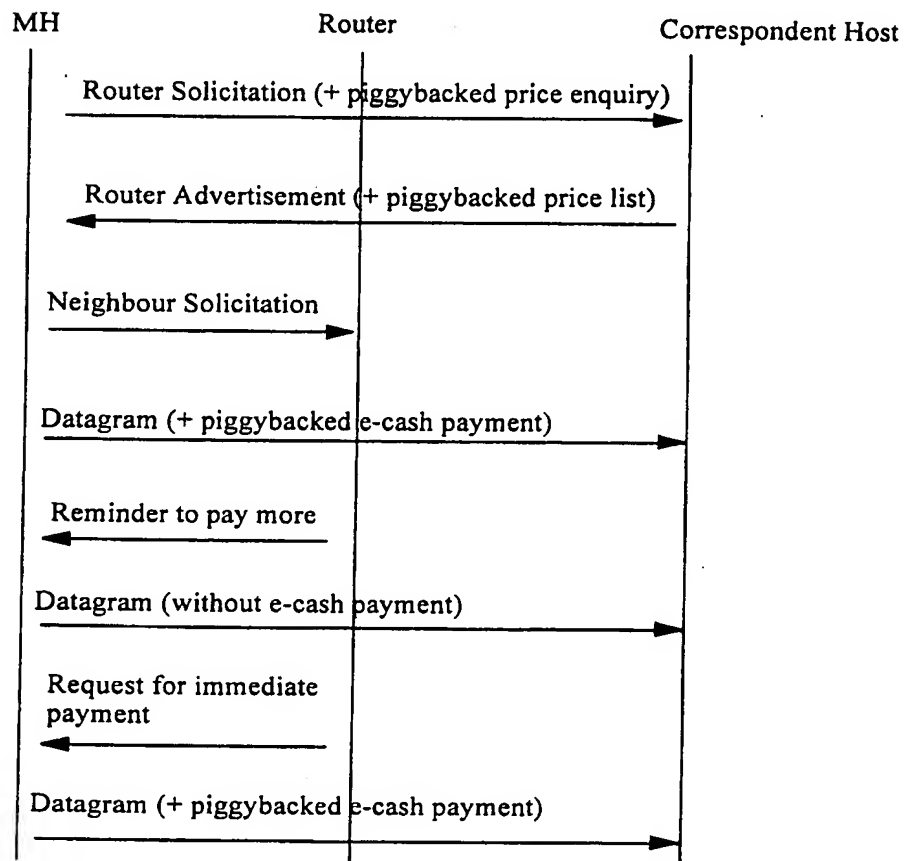 MH
Router
Correspondent Host
Router Solicitation (+ piggybacked price enquiry)
Router Advertisement (+ piggybacked price list)
Neighbour Solicitation
Datagram (+ piggybacked e-cash payment)
Reminder to pay more
Datagram (without e-cash payment)
Request for immediate
payment
Datagram (+ piggybacked e-cash payment)